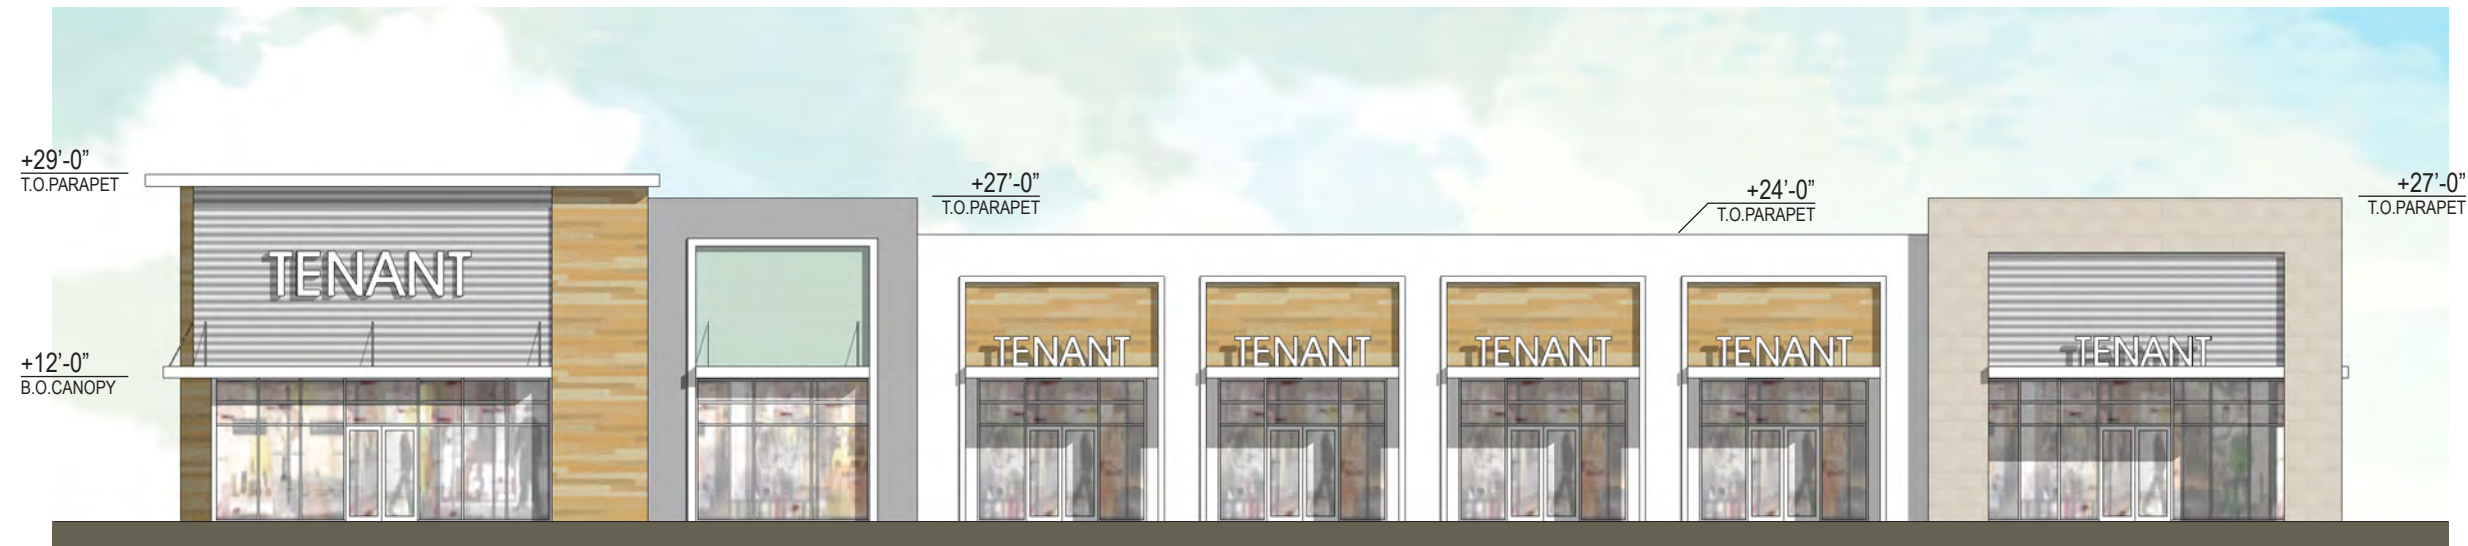 +29'-0”
T.O.PARAPET
+27'-0”
T.O.PARAPET
+24'-0”
T.O.PARAPET
+27'-0”
T.O.PARAPET
TENANT
TENANT
TENANT
TENANT
TENANT
TENANT
+12'-0”
B.O.CANOPY